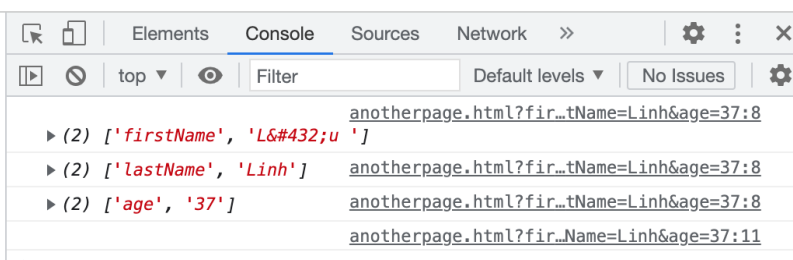 Elements Console Sources Network
top Filter Default levels No Issues
anotherpage.html?fir…tName=Linh&age=37:8
(2) ['firstName', 'L&#432;u ']
(2) ['lastName', 'Linh'] anotherpage.html?fir…tName=Linh&age=37:8
(2) ['age', '37'] anotherpage.html?fir…tName=Linh&age=37:8
anotherpage.html?fir…Name=Linh&age=37:11